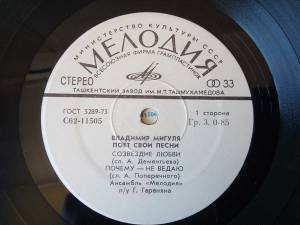 МИНИСТЕРСТВО КУЛЬТУРЫ СССР
МЕЛОДИЯ
ВСЕСОЮЗНАЯ ФИРМА ГРАМПЛАСТИНОК
СТЕРЕО 33
ТАШКЕНТСКИЙ ЗАВОД ИМ. М.Т. ТАШМУХАМЕДОВА
ГОСТ 5289-73 1 сторона
С62-11505 Гр. 3. 0-85
ВЛАДИМИР МИГУЛЯ
ПОЕТ СВОИ ПЕСНИ
СОЗВЕЗДИЕ ЛЮБВИ
(сл. А. Дементьева)
ПОЧЕМУ — НЕ ВЕДАЮ
(сл. А. Поперечного)
Ансамбль «Мелодия»
п/у Г. Гараняна